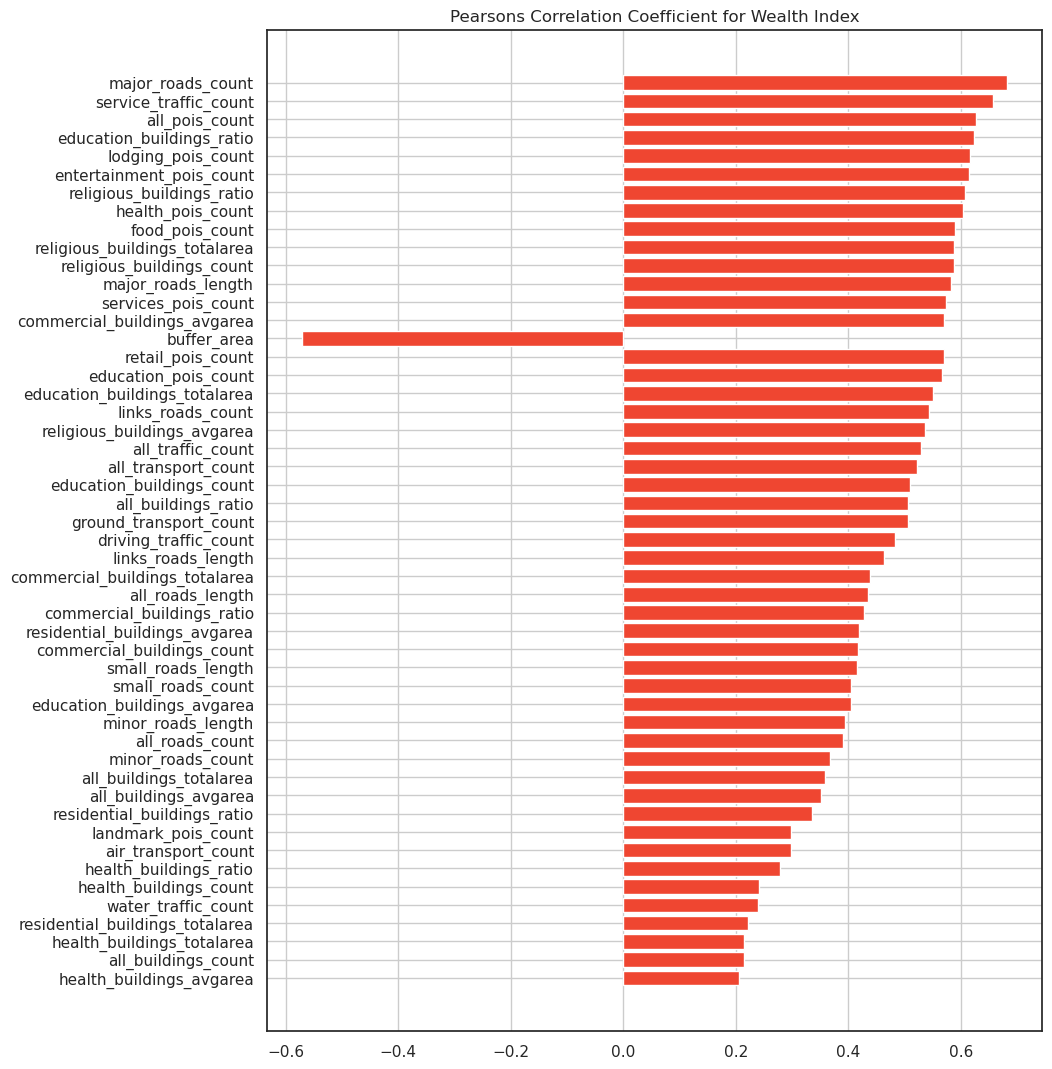 Pearsons Correlation Coefficient for Wealth Index
major_roads_count
service_traffic_count
all_pois_count
education_buildings_ratio
lodging_pois_count
entertainment_pois_count
religious_buildings_ratio
health_pois_count
food_pois_count
religious_buildings_totalarea
religious_buildings_count
major_roads_length
services_pois_count
commercial_buildings_avgarea
buffer_area
retail_pois_count
education_pois_count
education_buildings_totalarea
links_roads_count
religious_buildings_avgarea
all_traffic_count
all_transport_count
education_buildings_count
all_buildings_ratio
ground_transport_count
driving_traffic_count
links_roads_length
commercial_buildings_totalarea
all_roads_length
commercial_buildings_ratio
residential_buildings_avgarea
commercial_buildings_count
small_roads_length
small_roads_count
education_buildings_avgarea
minor_roads_length
all_roads_count
minor_roads_count
all_buildings_totalarea
all_buildings_avgarea
residential_buildings_ratio
landmark_pois_count
air_transport_count
health_buildings_ratio
health_buildings_count
water_traffic_count
residential_buildings_totalarea
health_buildings_totalarea
all_buildings_count
health_buildings_avgarea
−0.6 −0.4 −0.2 0.0 0.2 0.4 0.6